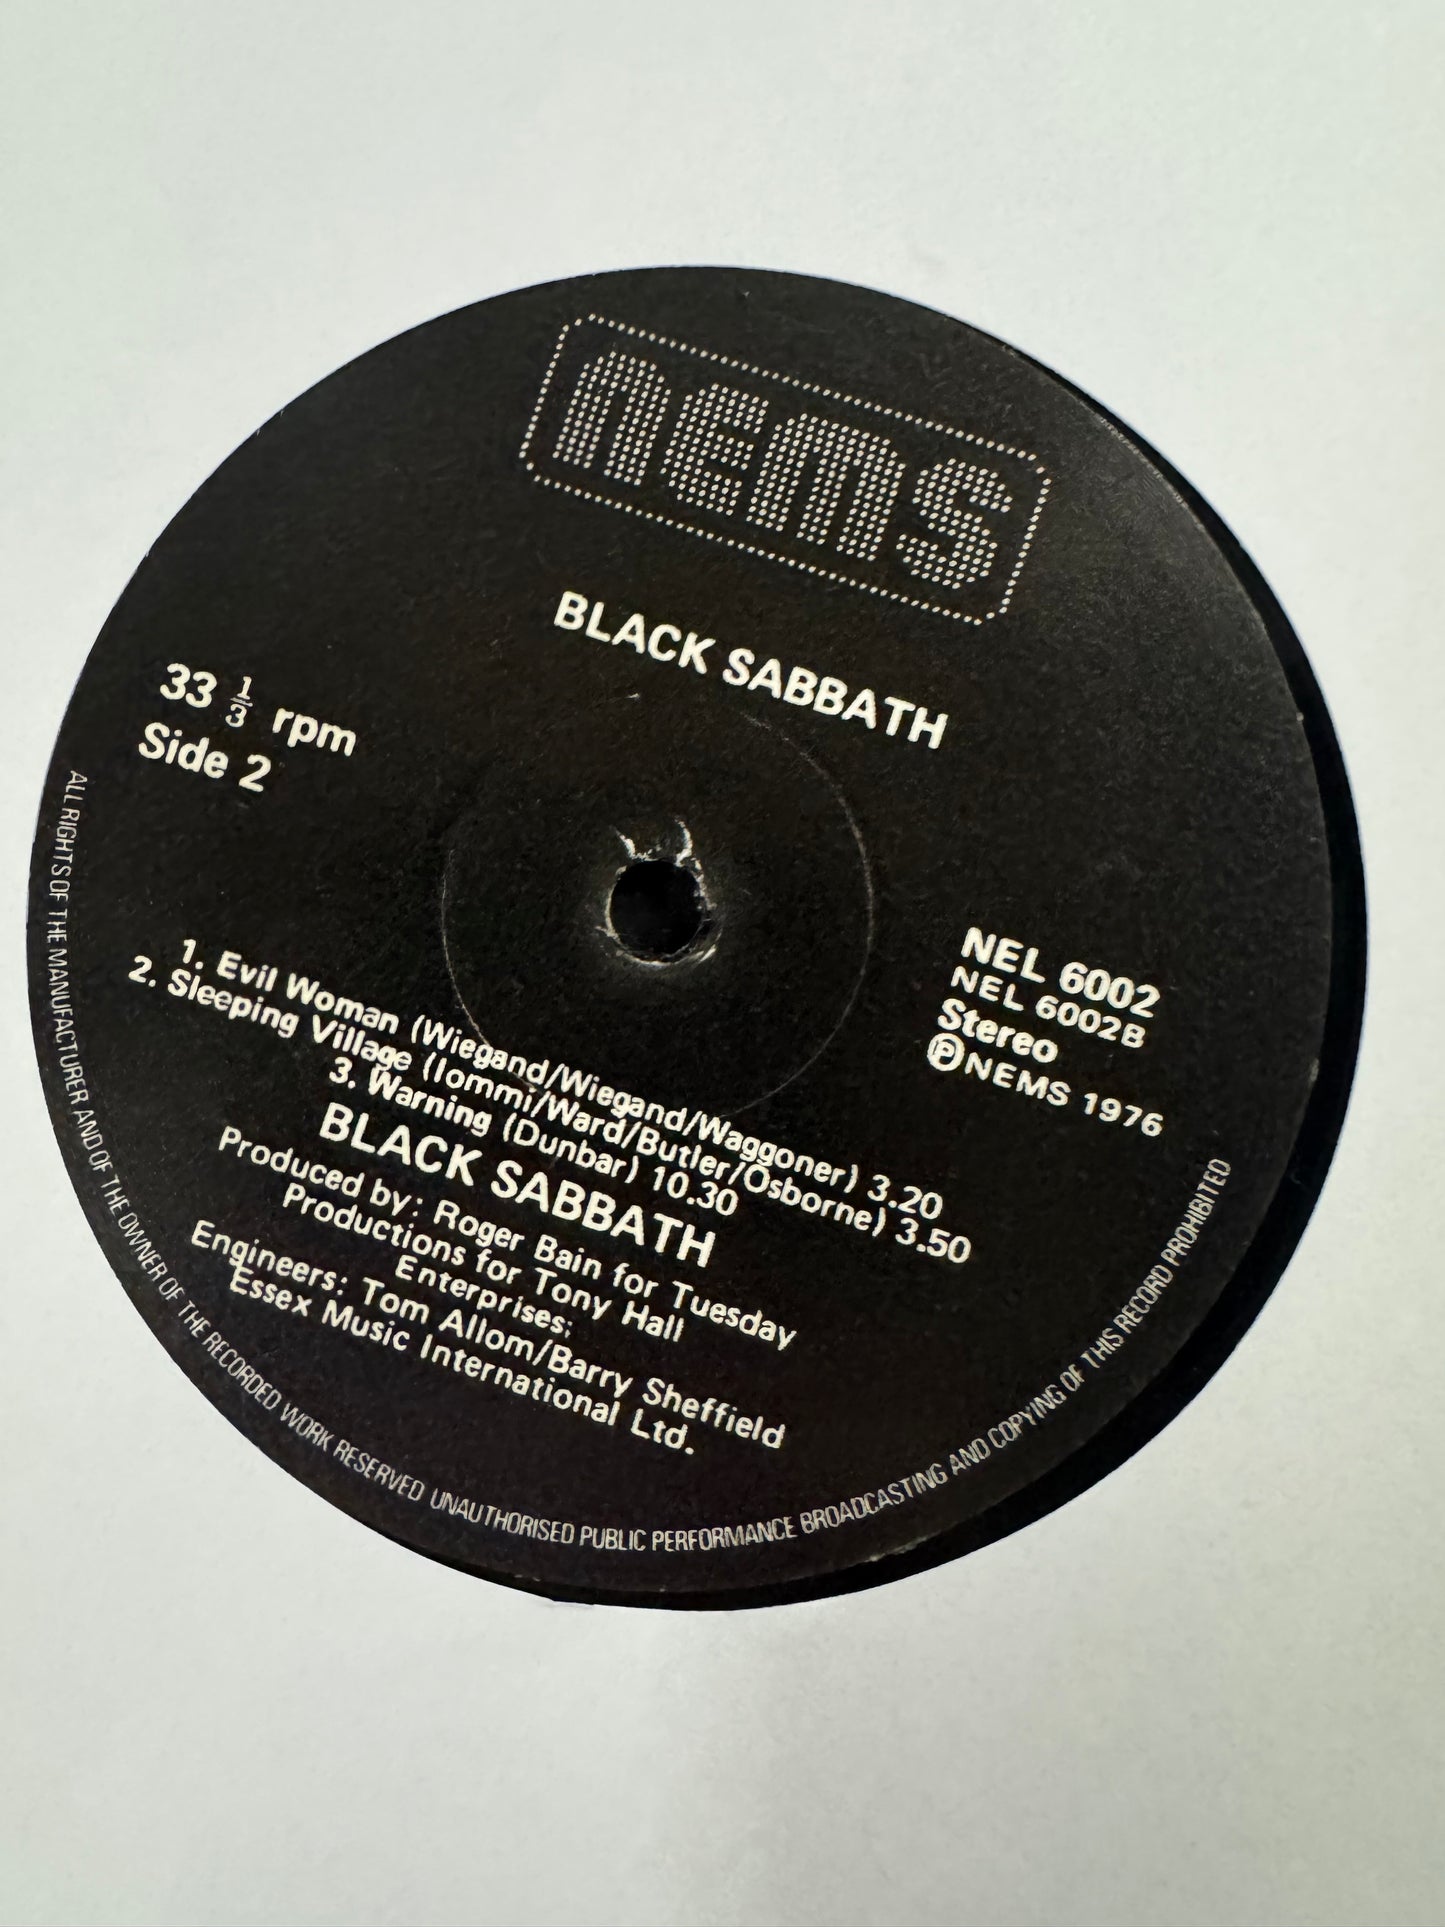 nems
BLACK SABBATH
33 1/3 rpm
Side 2
NEL 6002
NEL 6002B
Stereo
ⓅNEMS 1976
1. Evil Woman (Wiegand/Wiegand/Waggoner) 3.20
2. Sleeping Village (Iommi/Ward/Butler/Osborne) 3.50
3. Warning (Dunbar) 10.30
BLACK SABBATH
Produced by: Roger Bain for Tuesday
Productions for Tony Hall
Enterprises:
Engineers: Tom Allom/Barry Sheffield
Essex Music International Ltd.
ALL RIGHTS OF THE MANUFACTURER AND OF THE OWNER OF THE RECORDED WORK RESERVED UNAUTHORISED PUBLIC PERFORMANCE BROADCASTING AND COPYING OF THIS RECORD PROHIBITED